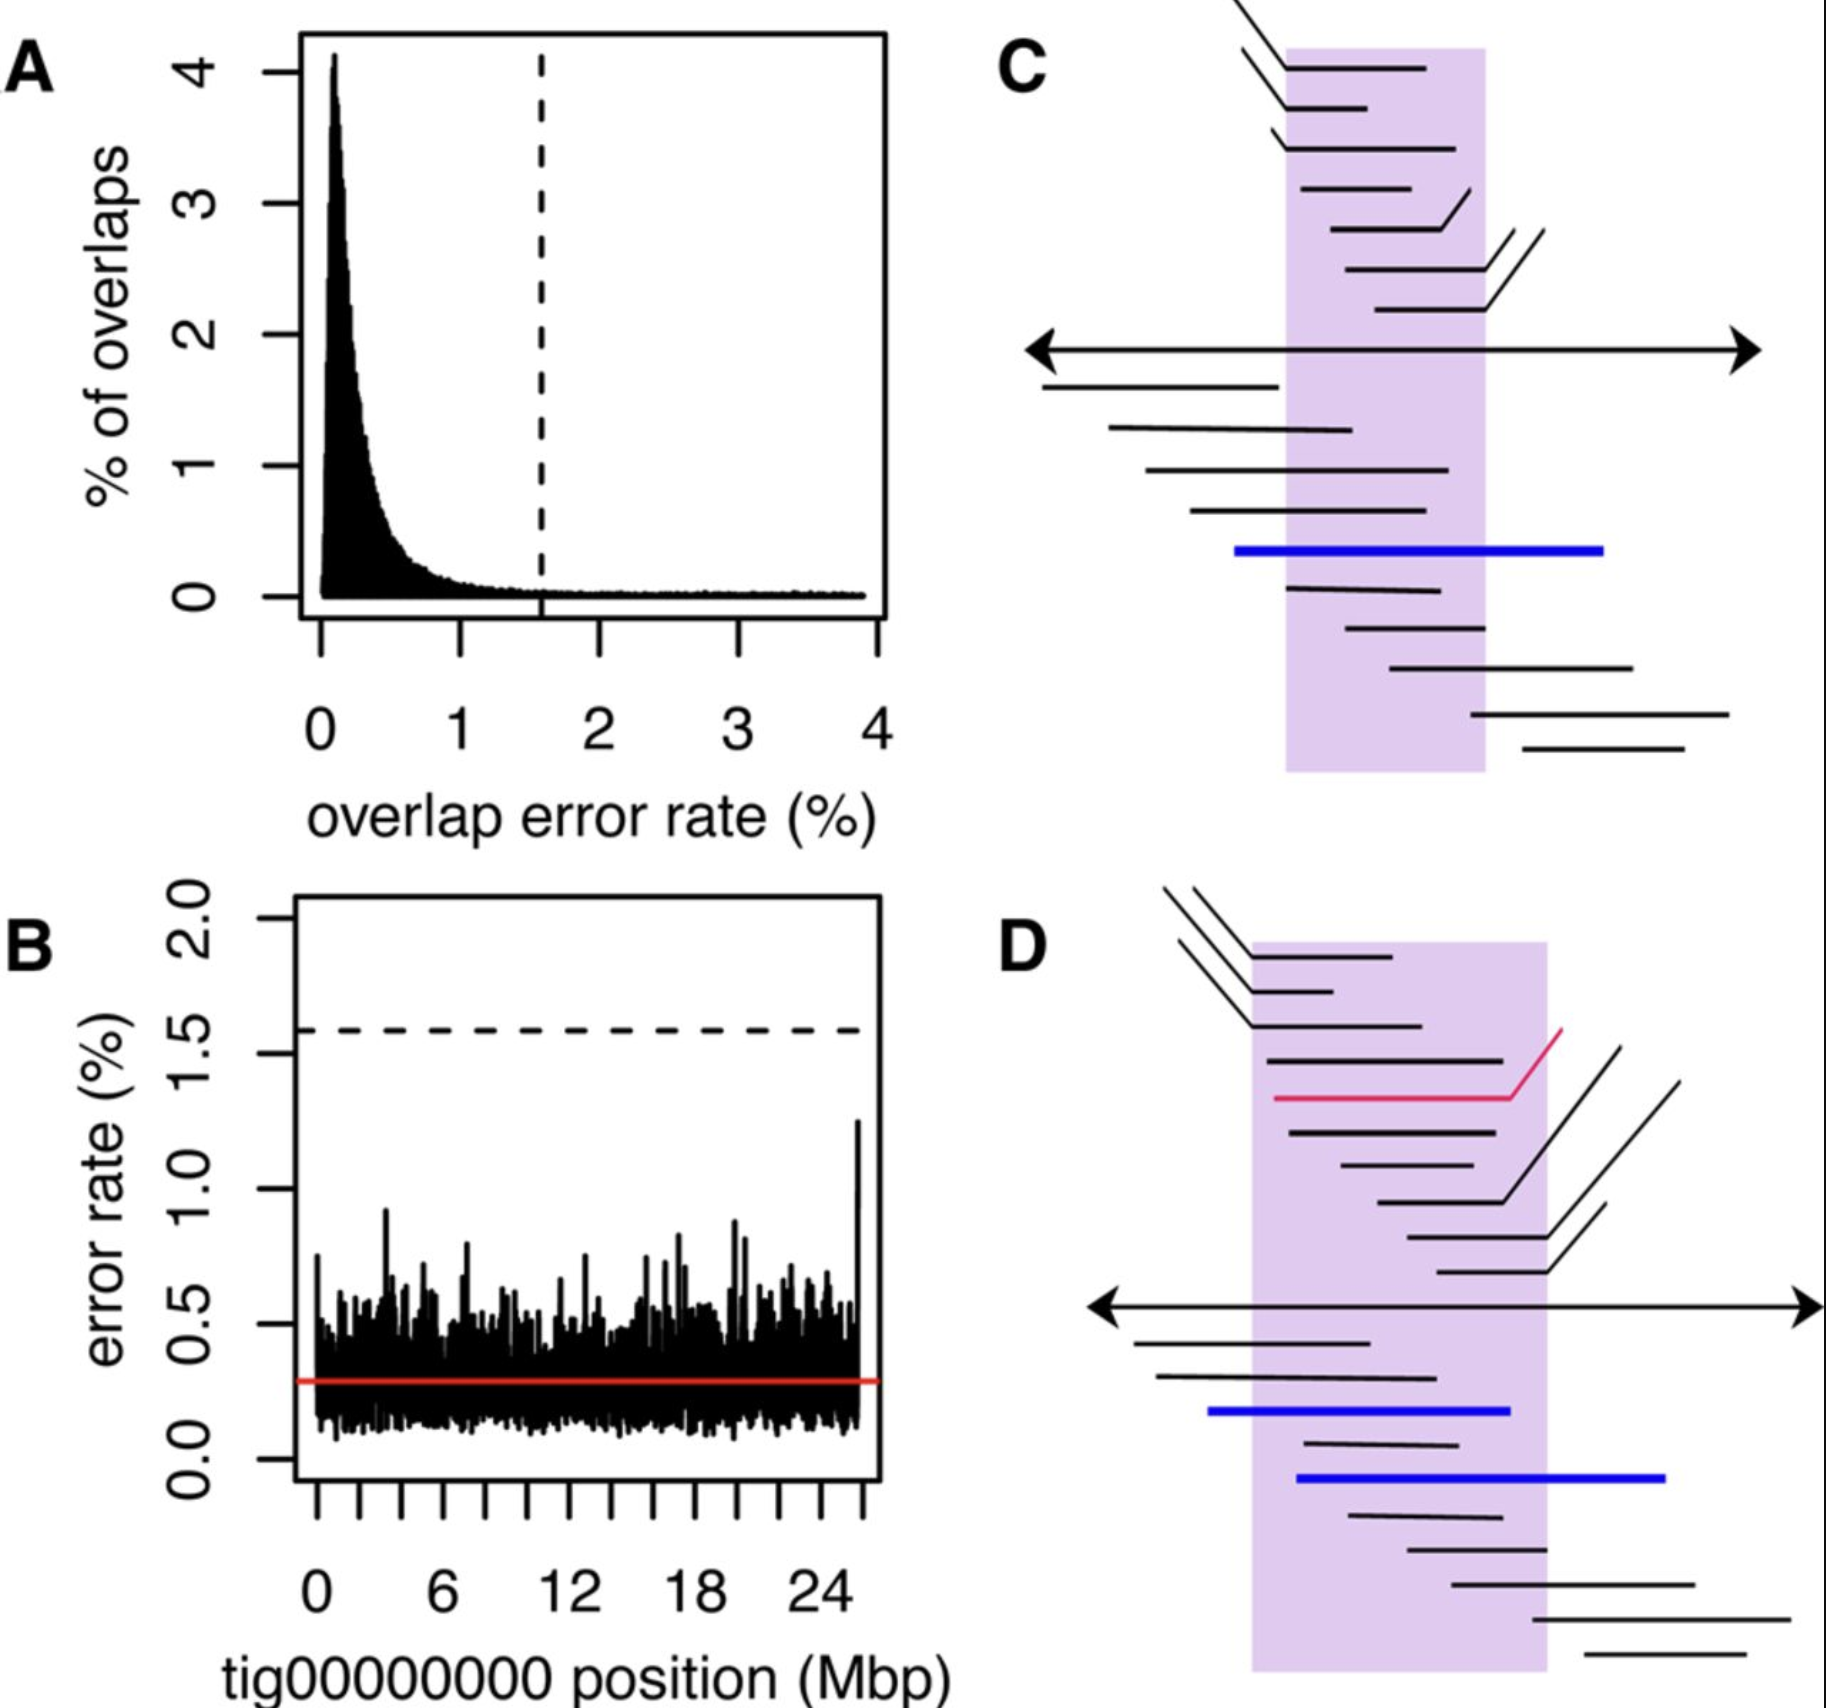 A
% of overlaps
4
3
2
1
0
0 1 2 3 4
overlap error rate (%)
B
error rate (%)
2.0
1.5
1.0
0.5
0.0
0 6 12 18 24
tig00000000 position (Mbp)
C
D